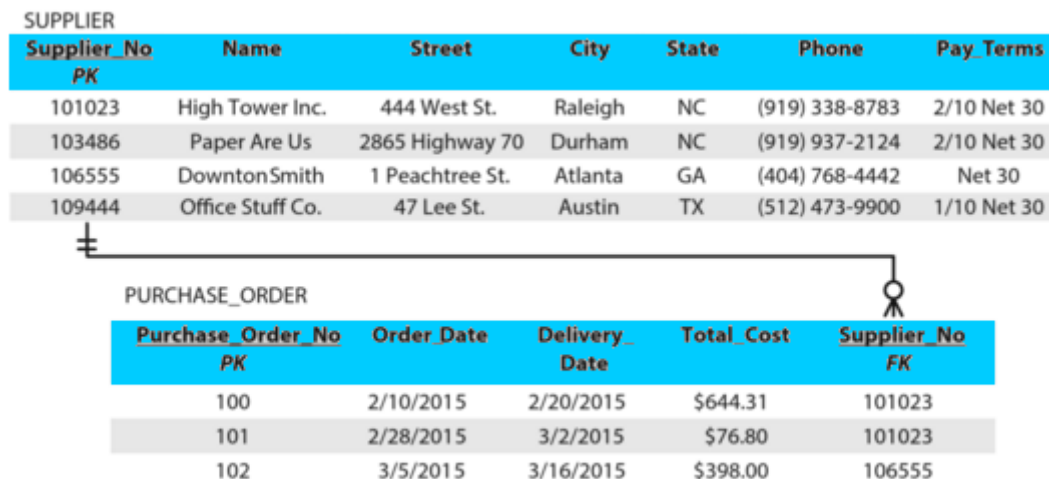 SUPPLIER
Supplier_No Name Street City State Phone Pay_Terms
PK
101023 High Tower Inc. 444 West St. Raleigh NC (919) 338-8783 2/10 Net 30
103486 Paper Are Us 2865 Highway 70 Durham NC (919) 937-2124 2/10 Net 30
106555 DowntonSmith 1 Peachtree St. Atlanta GA (404) 768-4442 Net 30
109444 Office Stuff Co. 47 Lee St. Austin TX (512) 473-9900 1/10 Net 30
PURCHASE_ORDER
Purchase_Order_No Order_Date Delivery_ Total_Cost Supplier_No
PK Date FK
100 2/10/2015 2/20/2015 $644.31 101023
101 2/28/2015 3/2/2015 $76.80 101023
102 3/5/2015 3/16/2015 $398.00 106555